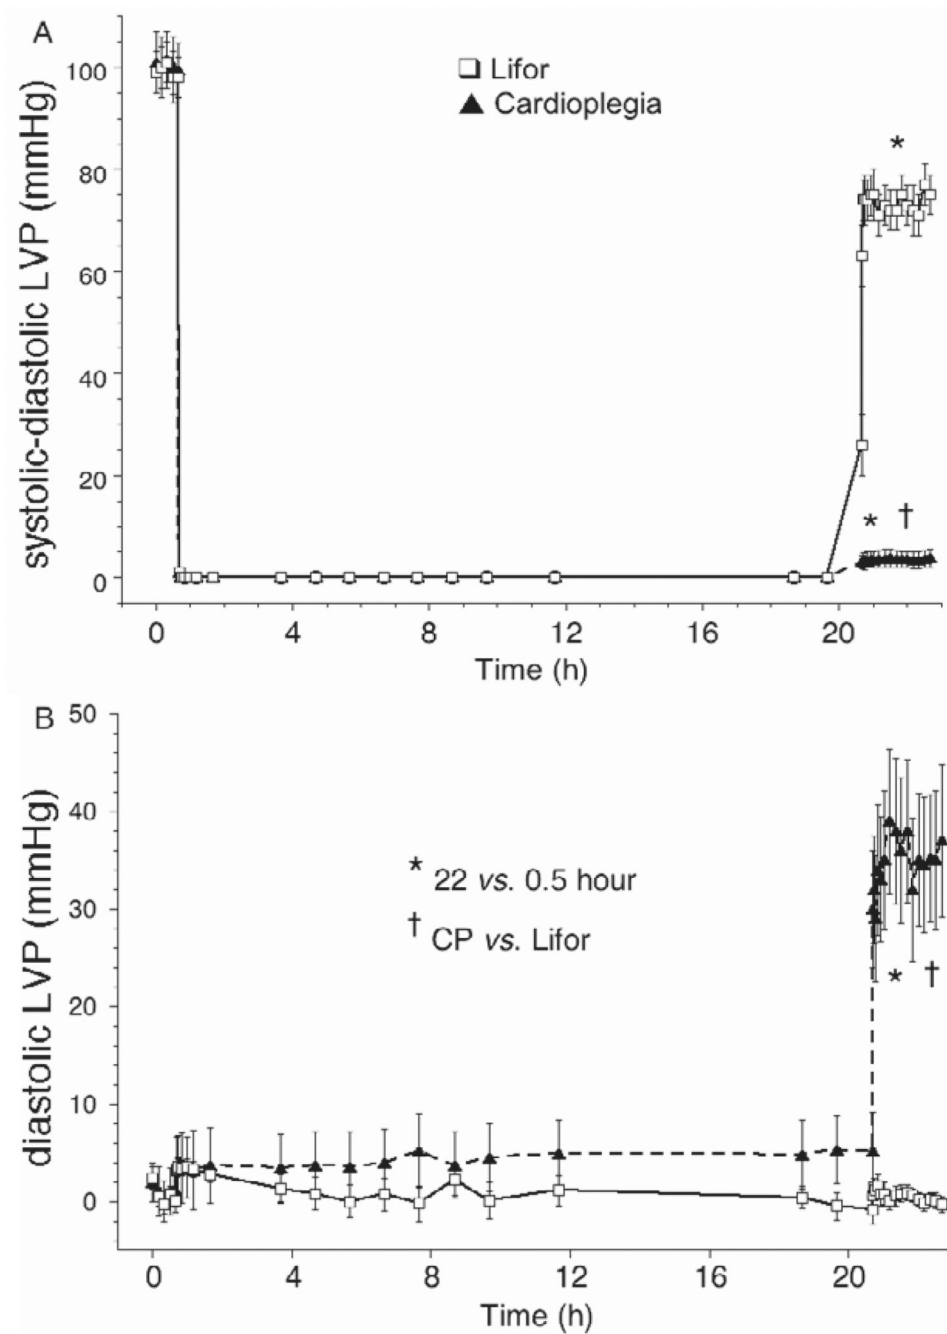 A
systolic-diastolic LVP (mmHg)
100
80
60
40
20
0
Lifor
Cardioplegia
*
* †
0 4 8 12 16 20
Time (h)
B
diastolic LVP (mmHg)
50
40
30
20
10
0
* 22 vs. 0.5 hour
† CP vs. Lifor
* †
0 4 8 12 16 20
Time (h)